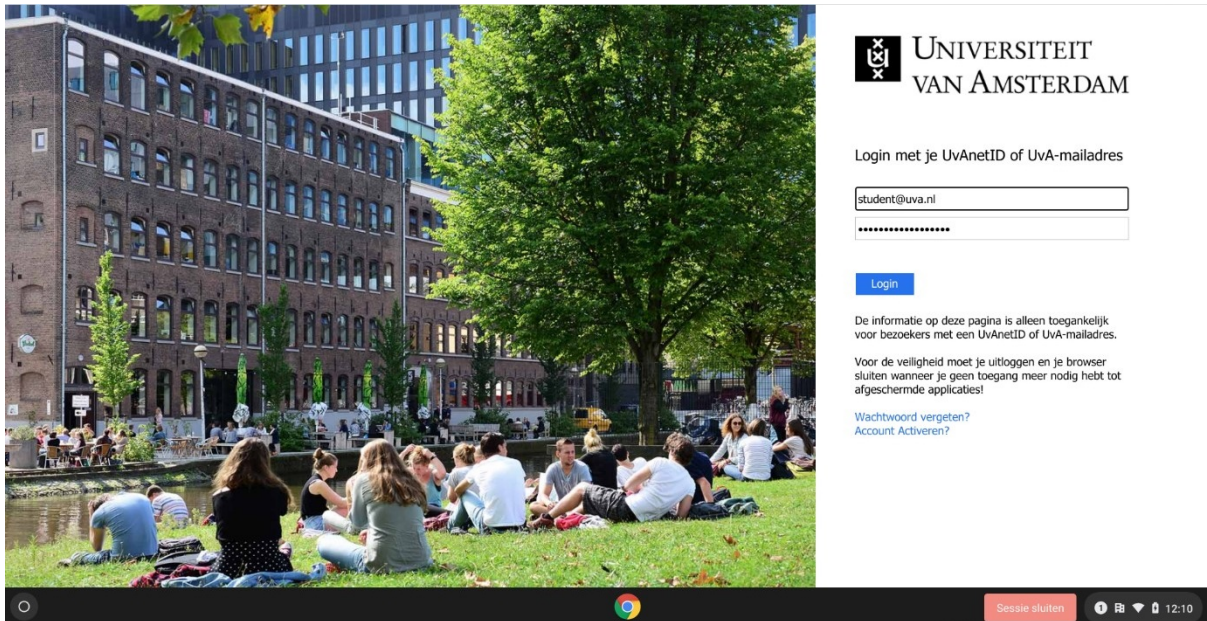 UNIVERSITEIT
VAN AMSTERDAM
Login met je UvAnetID of UvA-mailadres
student@uva.nl
••••••••••••••••••
Login
De informatie op deze pagina is alleen toegankelijk
voor bezoekers met een UvAnetID of UvA-mailadres.
Voor de veiligheid moet je uitloggen en je browser
sluiten wanneer je geen toegang meer nodig hebt tot
afgeschermde applicaties!
Wachtwoord vergeten?
Account Activeren?
Sessie sluiten
1
12:10